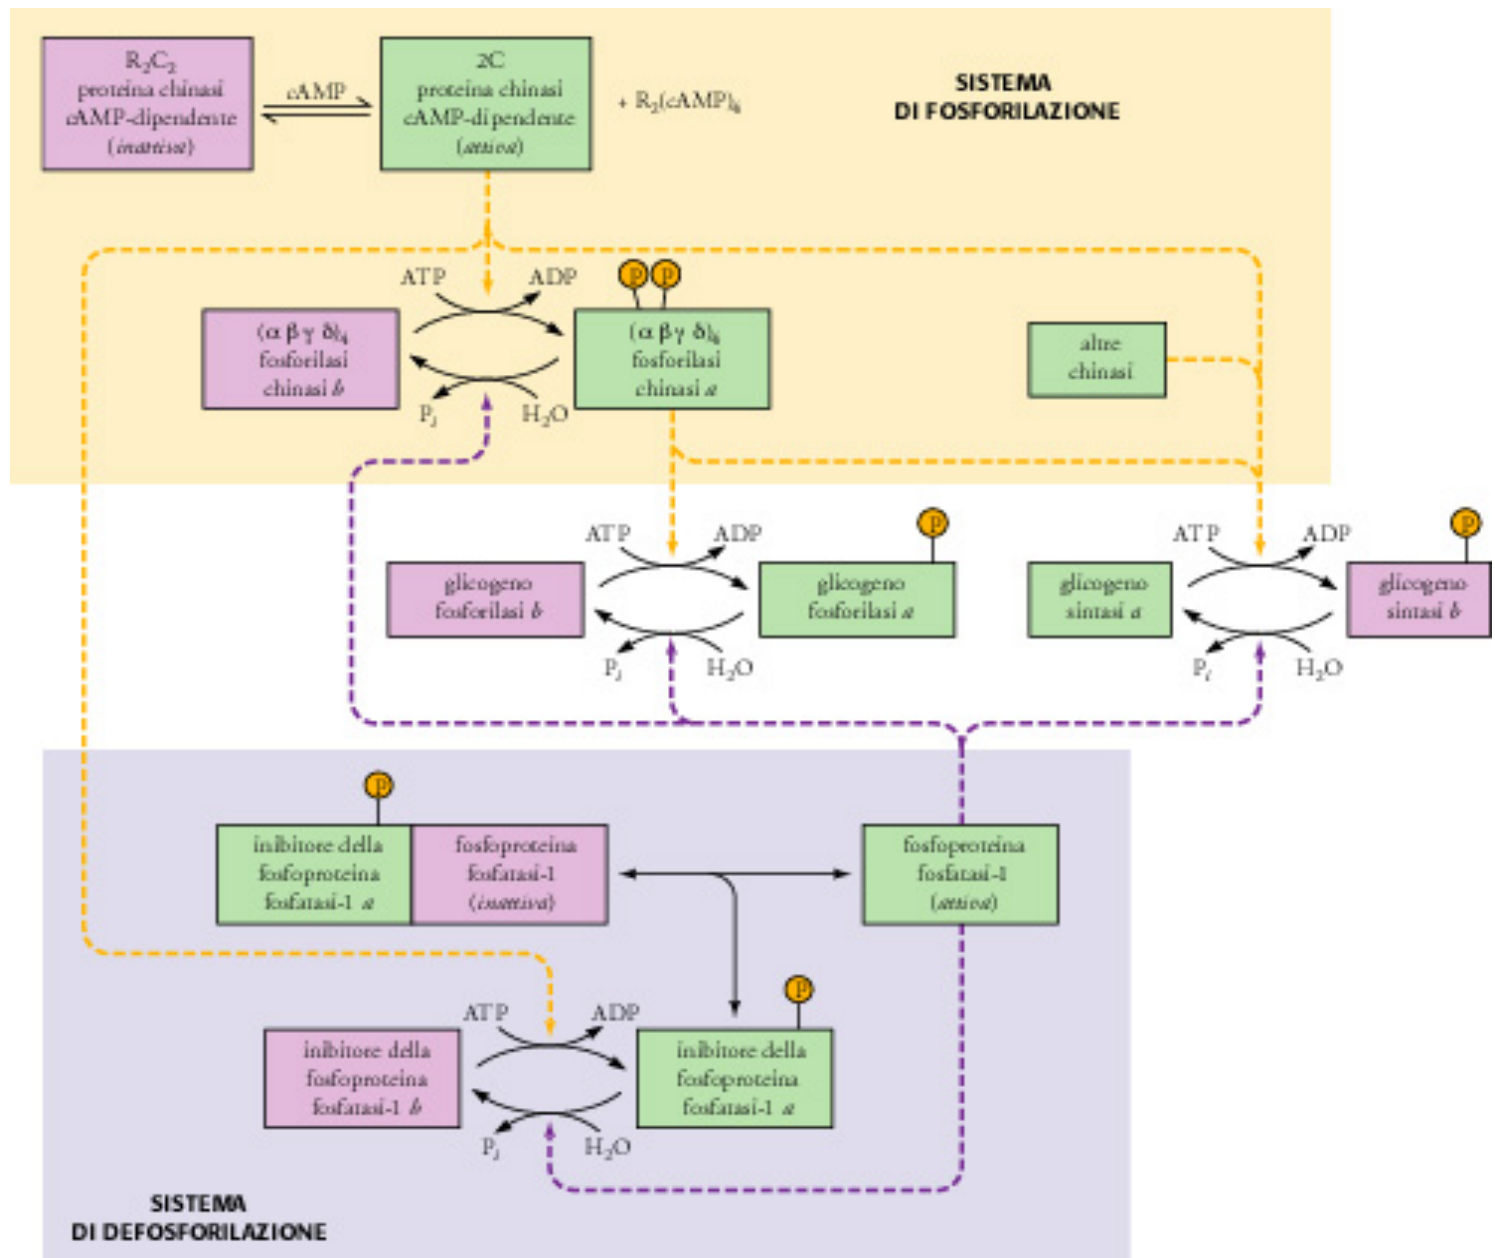 R₂C₂
proteina chinasi
cAMP-dipendente
(inattiva)
cAMP
2C
proteina chinasi
cAMP-dipendente
(attiva)
+ R₂(cAMP)₄
SISTEMA
DI FOSFORILAZIONE
ATP
ADP
P P
(α β γ δ)₄
fosforilasi
chinasi b
(α β γ δ)₄
fosforilasi
chinasi a
Pi
H₂O
altre
chinasi
ATP
ADP
P
glicogeno
fosforilasi b
glicogeno
fosforilasi a
Pi
H₂O
ATP
ADP
P
glicogeno
sintasi a
glicogeno
sintasi b
Pi
H₂O
P
inibitore della
fosfoproteina
fosfatasi-1 a
fosfoproteina
fosfatasi-1
(inattiva)
fosfoproteina
fosfatasi-1
(attiva)
ATP
ADP
P
inibitore della
fosfoproteina
fosfatasi-1 b
inibitore della
fosfoproteina
fosfatasi-1 a
Pi
H₂O
SISTEMA
DI DEFOSFORILAZIONE